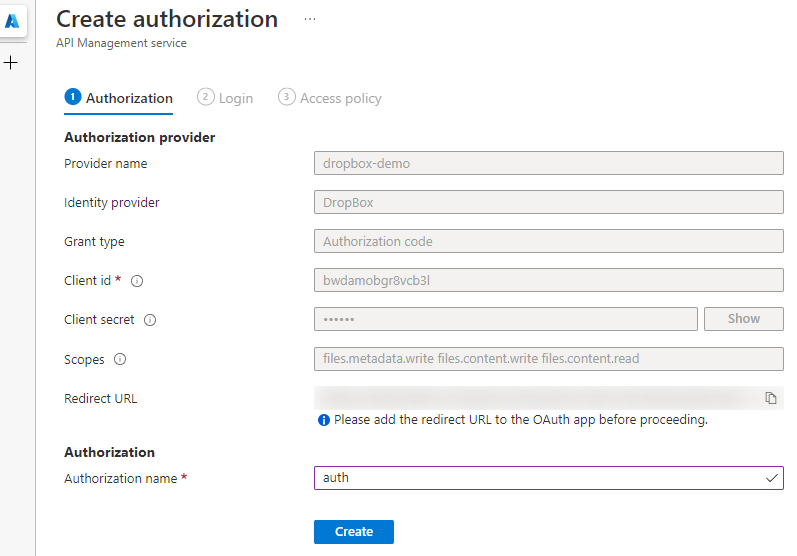 Create authorization ...
API Management service
1 Authorization 2 Login 3 Access policy
Authorization provider
Provider name dropbox-demo
Identity provider DropBox
Grant type Authorization code
Client id * bwdamobgr8vcb3l
Client secret •••••• Show
Scopes files.metadata.write files.content.write files.content.read
Redirect URL
Please add the redirect URL to the OAuth app before proceeding.
Authorization
Authorization name * auth
Create